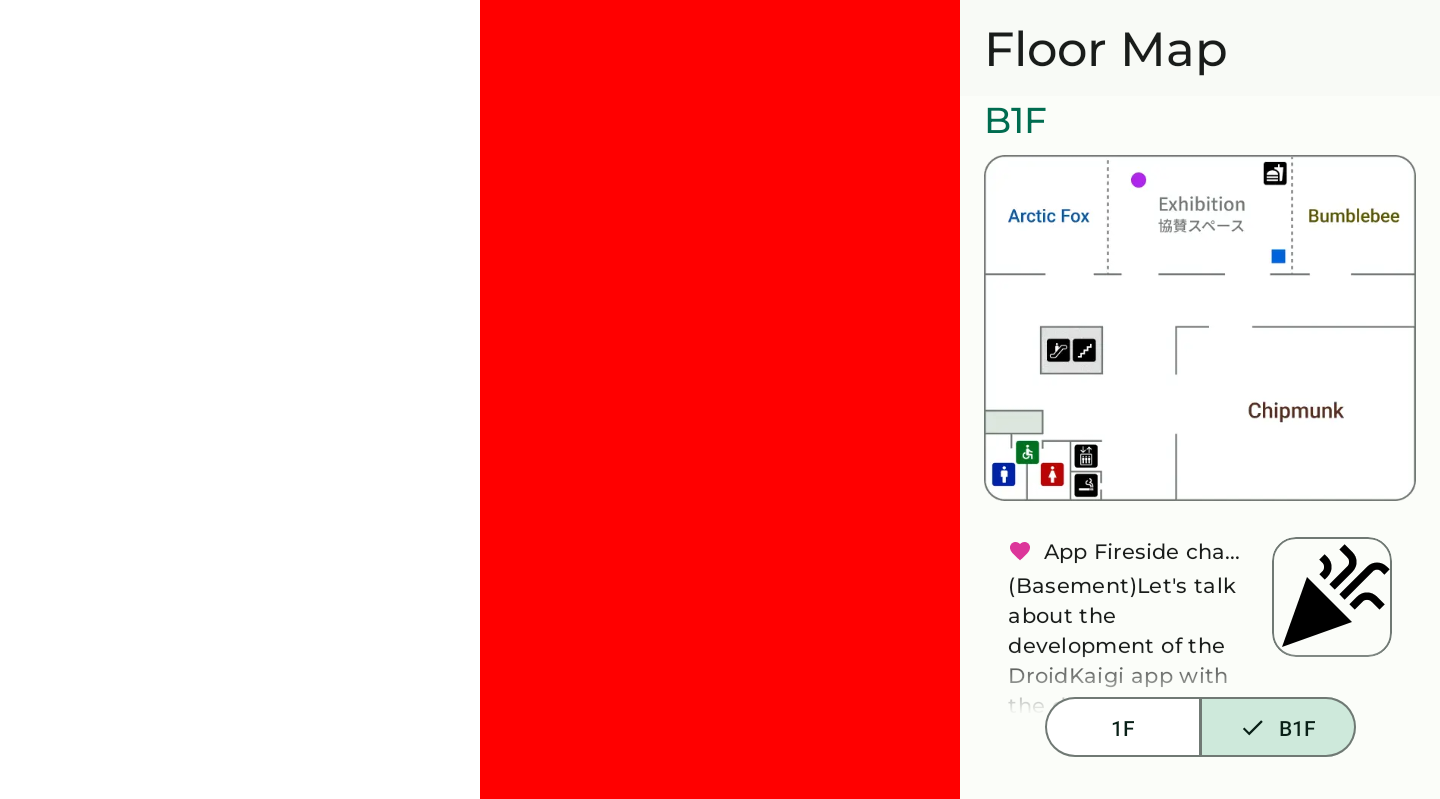 Floor Map
B1F
Arctic Fox
Exhibition
協賛スペース
Bumblebee
Chipmunk
App Fireside cha...
(Basement)Let's talk
about the
development of the
DroidKaigi app with
the
1F
B1F